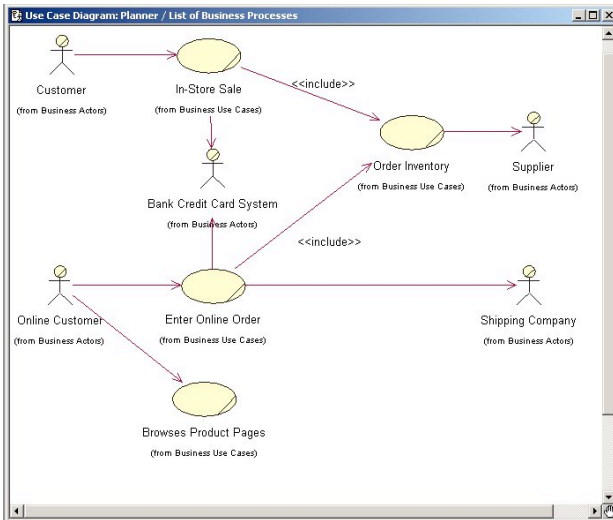 Use Case Diagram: Planner / List of Business Processes
Customer
(from Business Actors)
In-Store Sale
(from Business Use Cases)
<<include>>
Order Inventory
(from Business Use Cases)
Supplier
(from Business Actors)
Bank Credit Card System
(from Business Actors)
<<include>>
Online Customer
(from Business Actors)
Enter Online Order
(from Business Use Cases)
Shipping Company
(from Business Actors)
Browses Product Pages
(from Business Use Cases)